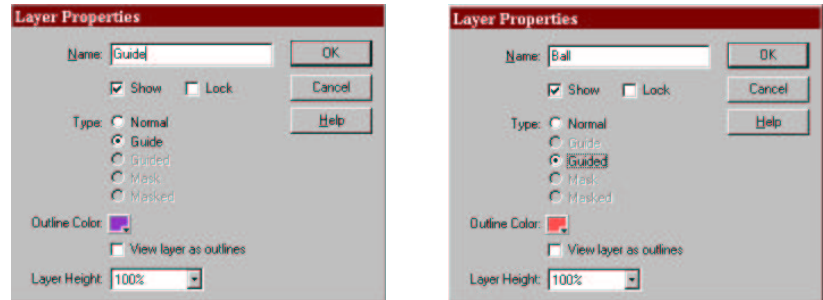 Layer Properties
Name: Guide OK
Show Lock Cancel
Type: Normal Help
Guide
Guided
Mask
Masked
Outline Color:
View layer as outlines
Layer Height: 100%
Layer Properties
Name: Ball OK
Show Lock Cancel
Type: Normal Help
Guide
Guided
Mask
Masked
Outline Color:
View layer as outlines
Layer Height: 100%